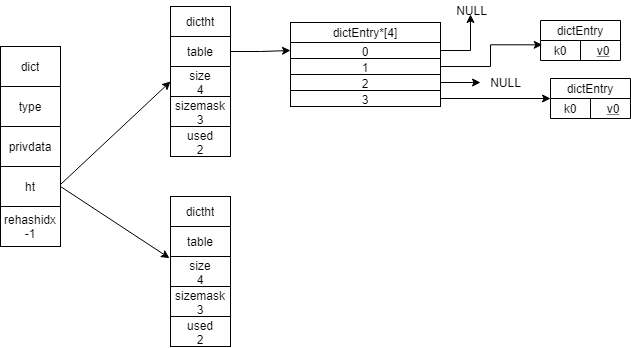 dict
type
privdata
ht
rehashidx
-1
dictht
table
size
4
sizemask
3
used
2
dictht
table
size
4
sizemask
3
used
2
dictEntry*[4]
0
1
2
3
NULL
NULL
dictEntry
k0 v0
dictEntry
k0 v0